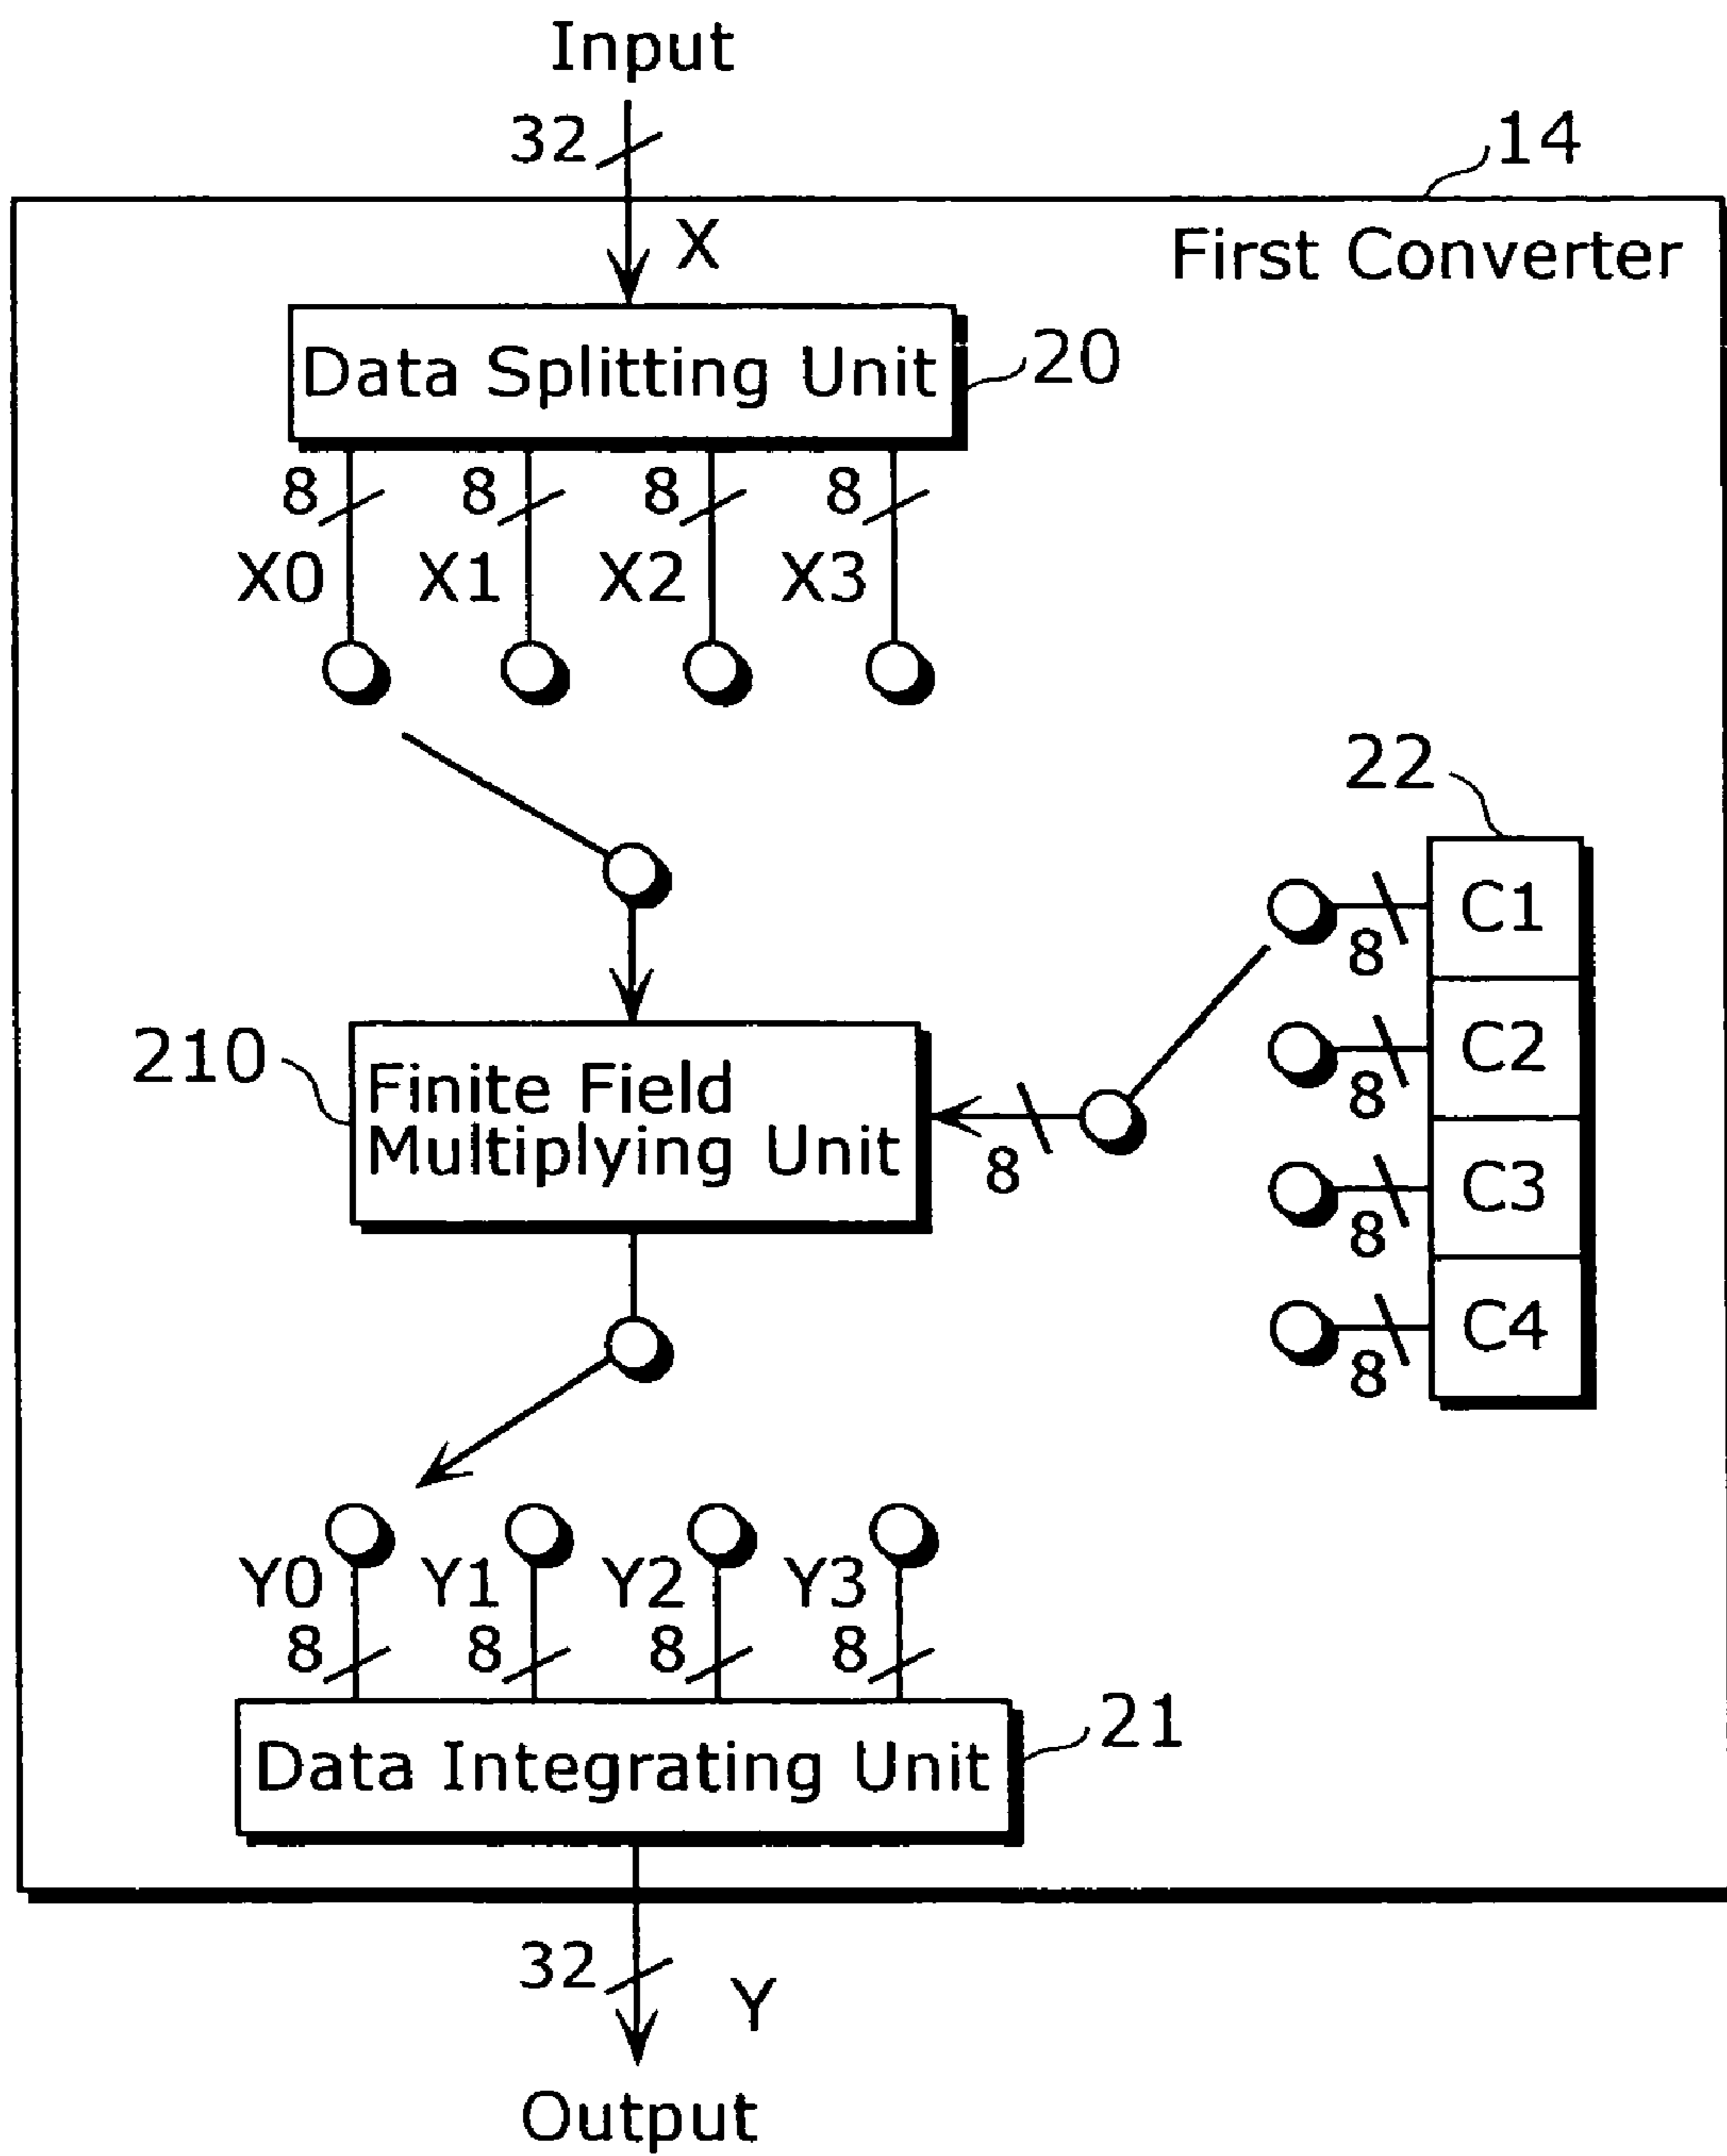 Input
32
14
X
First Converter
Data Splitting Unit
20
8 8 8 8
X0 X1 X2 X3
22
C1
8
C2
8
C3
8
C4
8
210
Finite Field
Multiplying Unit
8
Y0 Y1 Y2 Y3
8 8 8 8
21
Data Integrating Unit
32
Y
Output